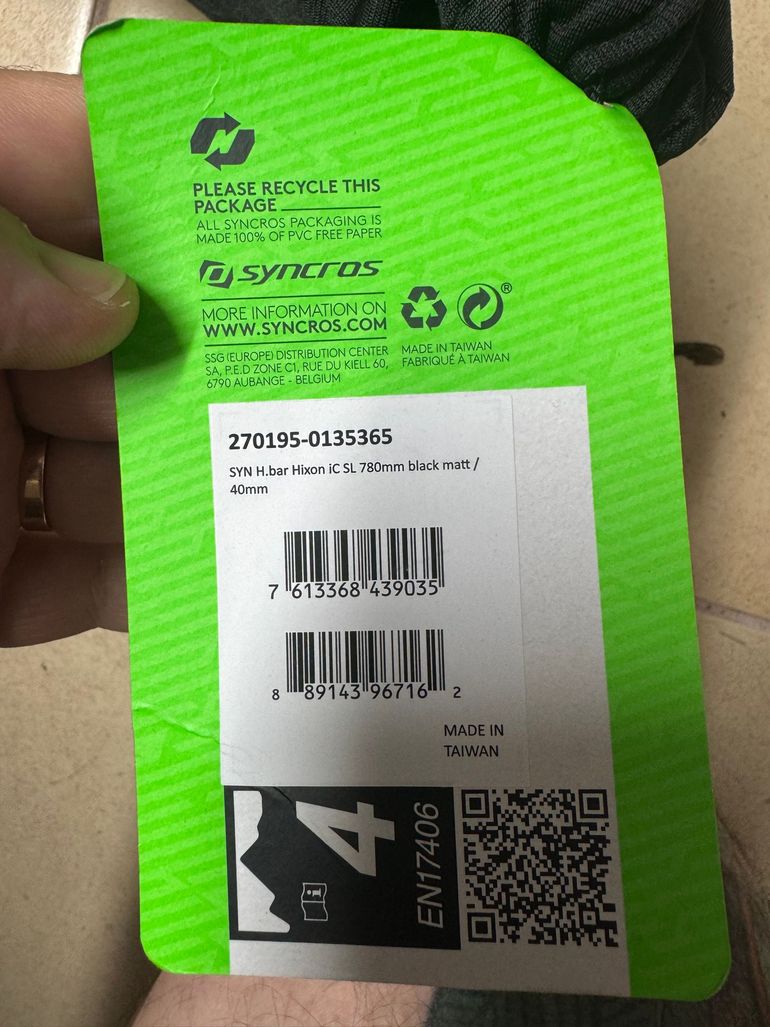 PLEASE RECYCLE THIS
PACKAGE
ALL SYNCROS PACKAGING IS
MADE 100% OF PVC FREE PAPER
syncros
MORE INFORMATION ON
WWW.SYNCROS.COM
SSG (EUROPE) DISTRIBUTION CENTER
SA, P.E.D ZONE C1, RUE DU KIELL 60,
6790 AUBANGE - BELGIUM
®
MADE IN TAIWAN
FABRIQUÉ À TAIWAN
270195-0135365
SYN H.bar Hixon iC SL 780mm black matt /
40mm
7 613368 439035
8 89143 96716 2
MADE IN
TAIWAN
4
EN17406